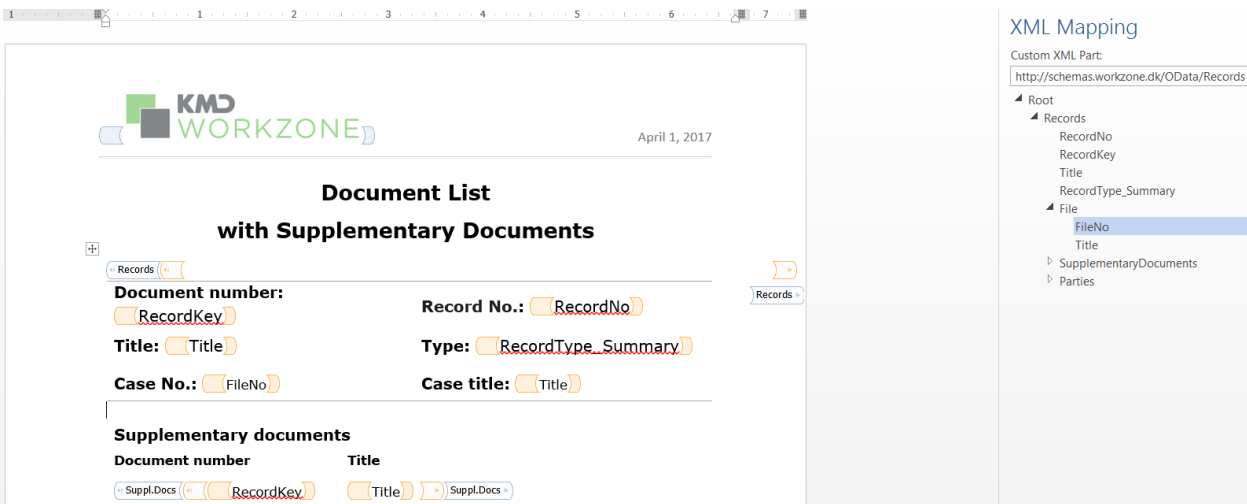 1 1 2 3 4 5 6 7
XML Mapping
Custom XML Part:
http://schemas.workzone.dk/OData/Records
Root
Records
RecordNo
RecordKey
Title
RecordType_Summary
File
FileNo
Title
SupplementaryDocuments
Parties
KMD
WORKZONE
April 1, 2017
Document List
with Supplementary Documents
Records
Document number:
RecordKey
Record No.: RecordNo
Records
Title: Title
Type: RecordType_Summary
Case No.: FileNo
Case title: Title
Supplementary documents
Document number Title
Suppl.Docs RecordKey Title Suppl.Docs